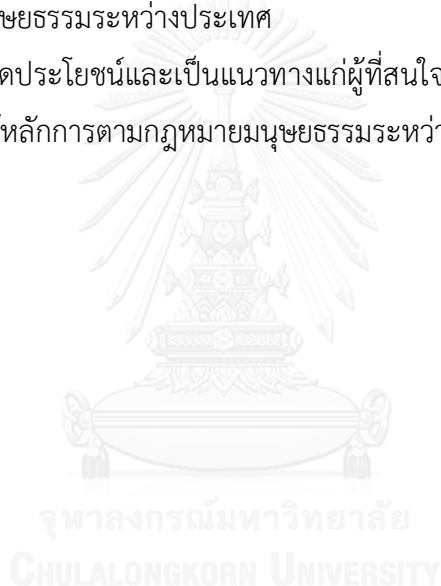 ษยธรรมระหว่างประเทศ
ดประโยชน์และเป็นแนวทางแก่ผู้ที่สนใจ
หลักการตามกฎหมายมนุษยธรรมระหว่า
จุฬาลงกรณ์มหาวิทยาลัย
CHULALONGKORN UNIVERSITY